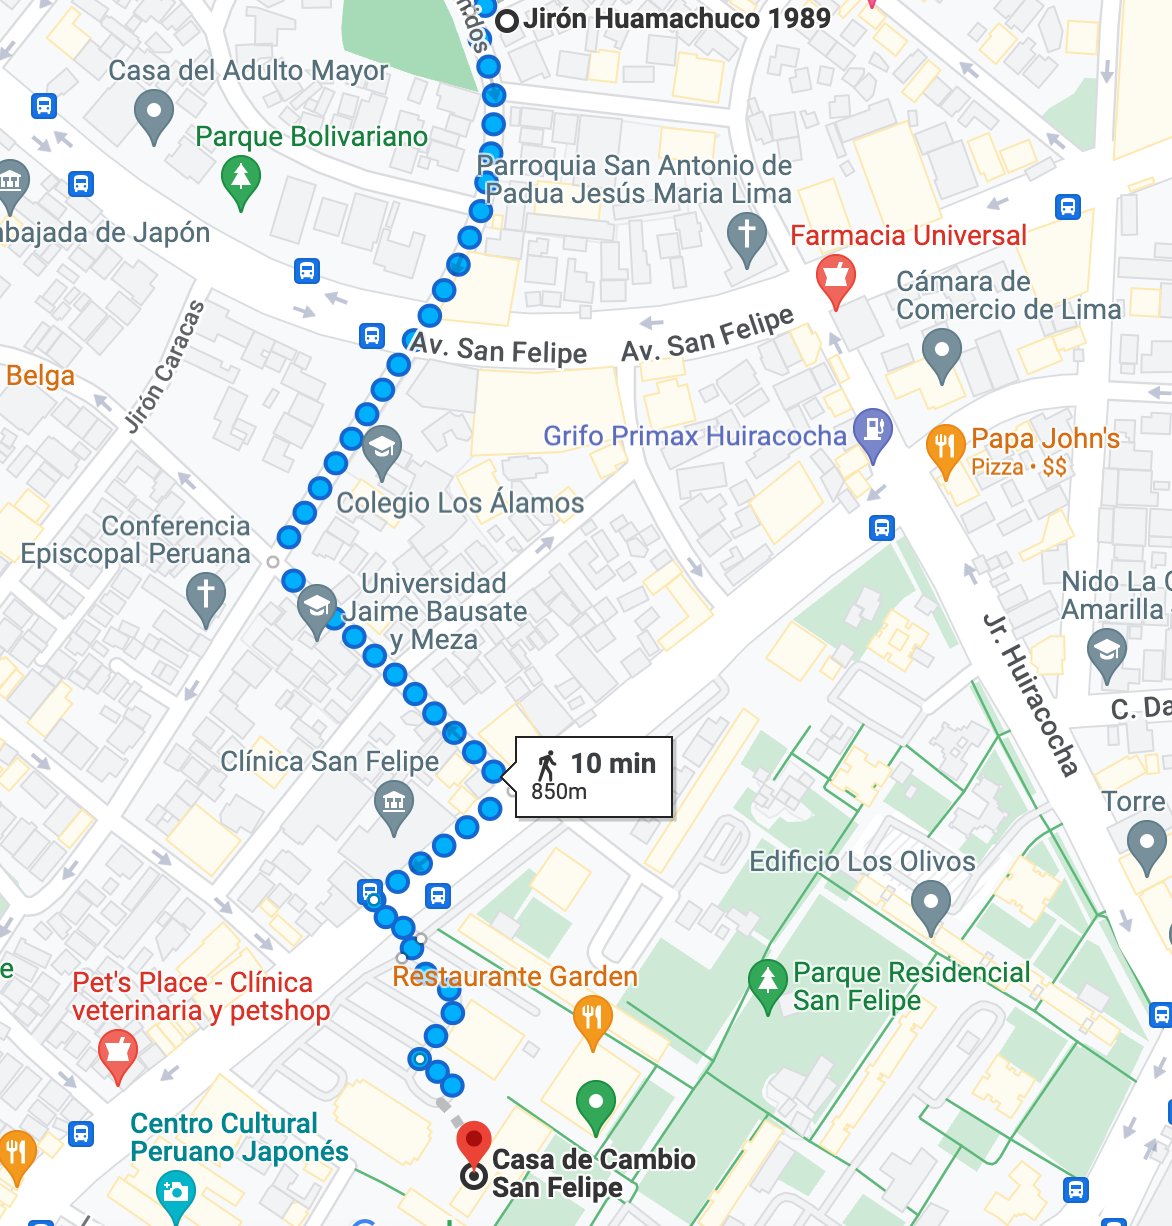 Jirón Huamachuco 1989
Casa del Adulto Mayor
Parque Bolivariano
Parroquia San Antonio de
Padua Jesús Maria Lima
bajada de Japón
Farmacia Universal
Cámara de
Comercio de Lima
Av. San Felipe
Av. San Felipe
Jirón Caracas
Belga
Grifo Primax Huiracocha
Papa John's
Pizza • $$
Colegio Los Álamos
Conferencia
Episcopal Peruana
Universidad
Jaime Bausate
y Meza
Nido La
Amarilla
Jr. Huiracocha
C. Da
Clínica San Felipe
10 min
850m
Torre
Edificio Los Olivos
Pet's Place - Clínica
veterinaria y petshop
Restaurante Garden
Parque Residencial
San Felipe
Centro Cultural
Peruano Japonés
Casa de Cambio
San Felipe